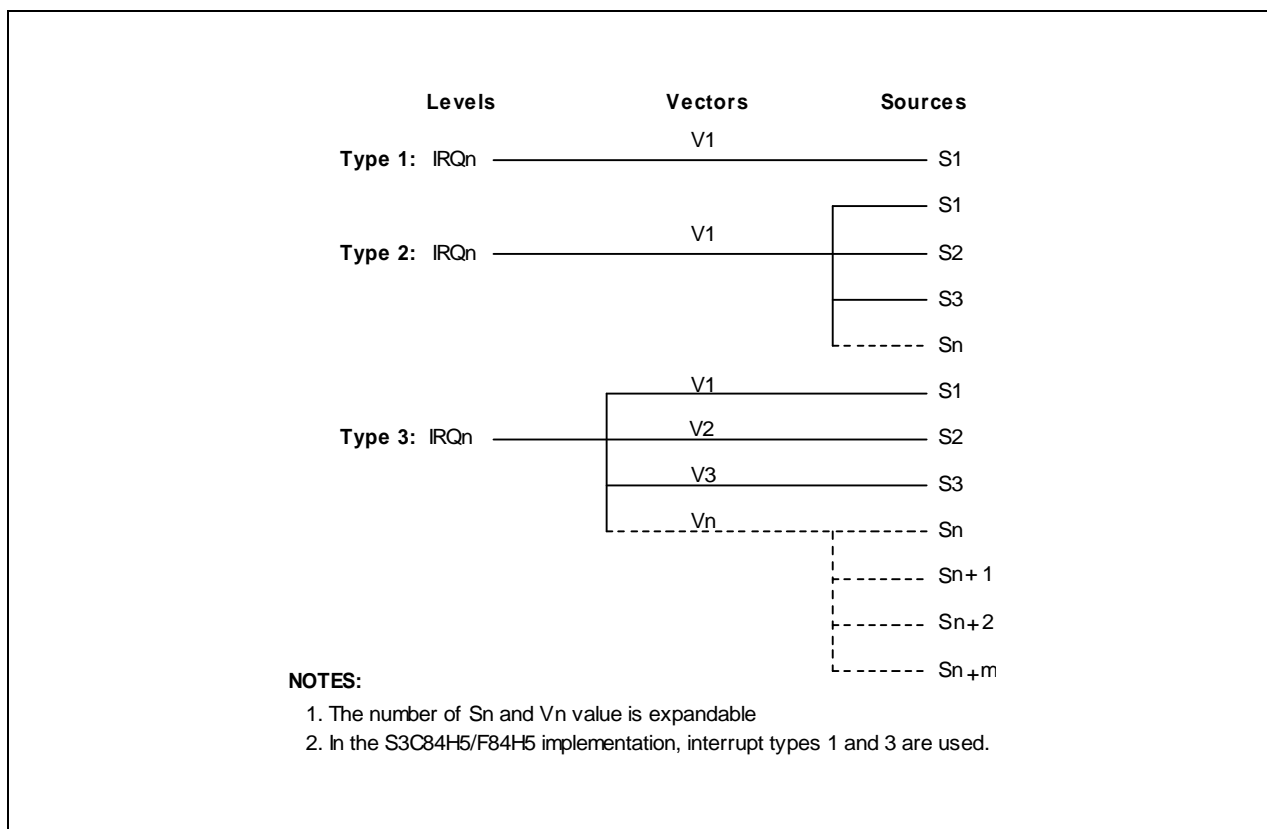 Levels Vectors Sources
V1
Type 1: IRQn S1
S1
V1
Type 2: IRQn S2
S3
Sn
V1 S1
Type 3: IRQn V2 S2
V3 S3
Vn Sn
Sn+1
Sn+2
Sn+m
NOTES:
1. The number of Sn and Vn value is expandable
2. In the S3C84H5/F84H5 implementation, interrupt types 1 and 3 are used.